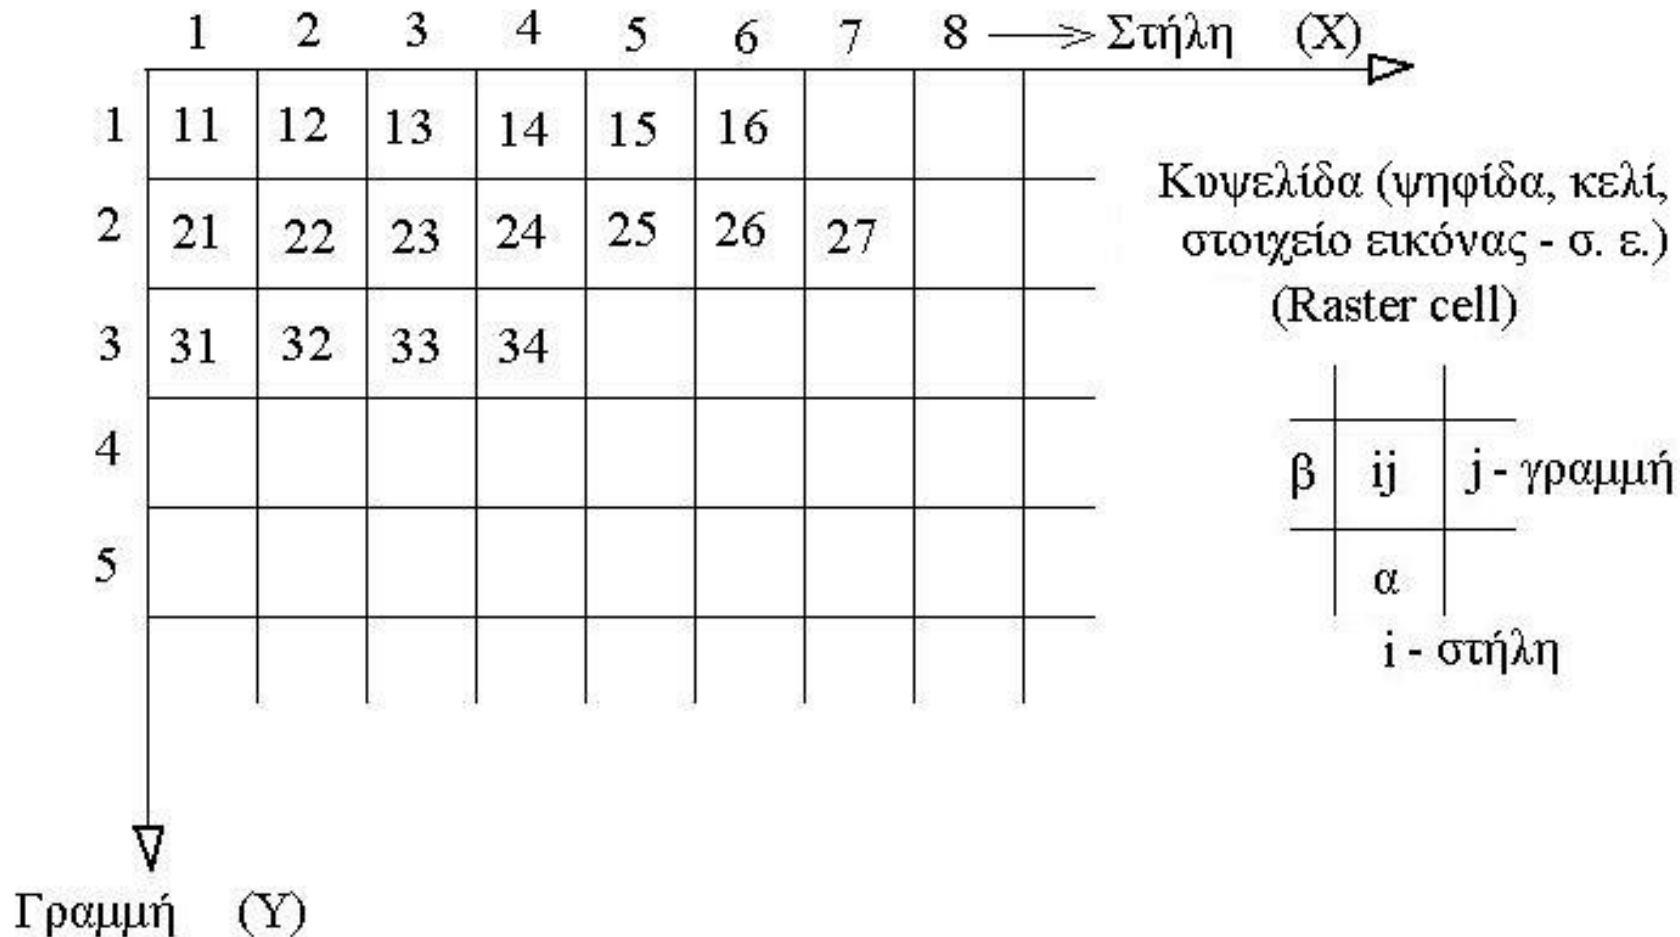 1 2 3 4 5 6 7 8 Στήλη (X)
1 11 12 13 14 15 16
2 21 22 23 24 25 26 27
3 31 32 33 34
4
5
Γραμμή (Y)
Κυψελίδα (ψηφίδα, κελί,
στοιχείο εικόνας - σ. ε.)
(Raster cell)
β ij j - γραμμή
α
i - στήλη